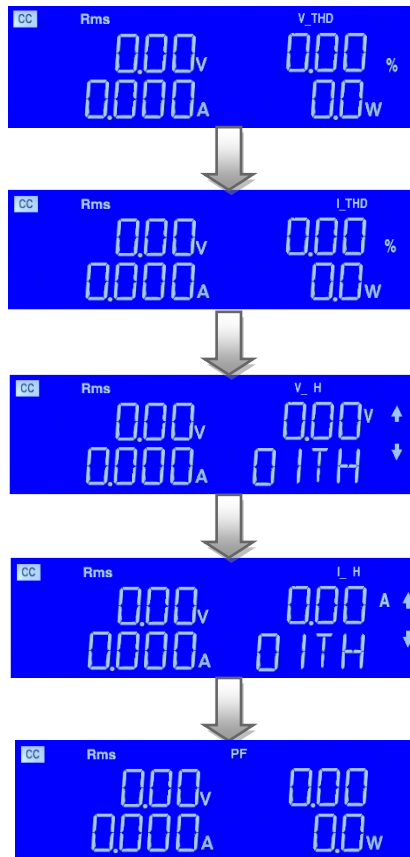 CC Rms V_THD
0.00V 0.00 %
0.000A 0.0W
CC Rms I_THD
0.00V 0.00 %
0.000A 0.0W
CC Rms V_ H
0.00V 0.00V
0.000A 01TH
CC Rms I_ H
0.00V 0.00 A
0.000A 01TH
CC Rms PF
0.00V 0.00
0.000A 0.0W